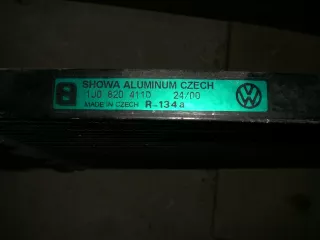 SHOWA ALUMINUM CZECH
1J0 820 411D 24/00
MADE IN CZECH R-134a